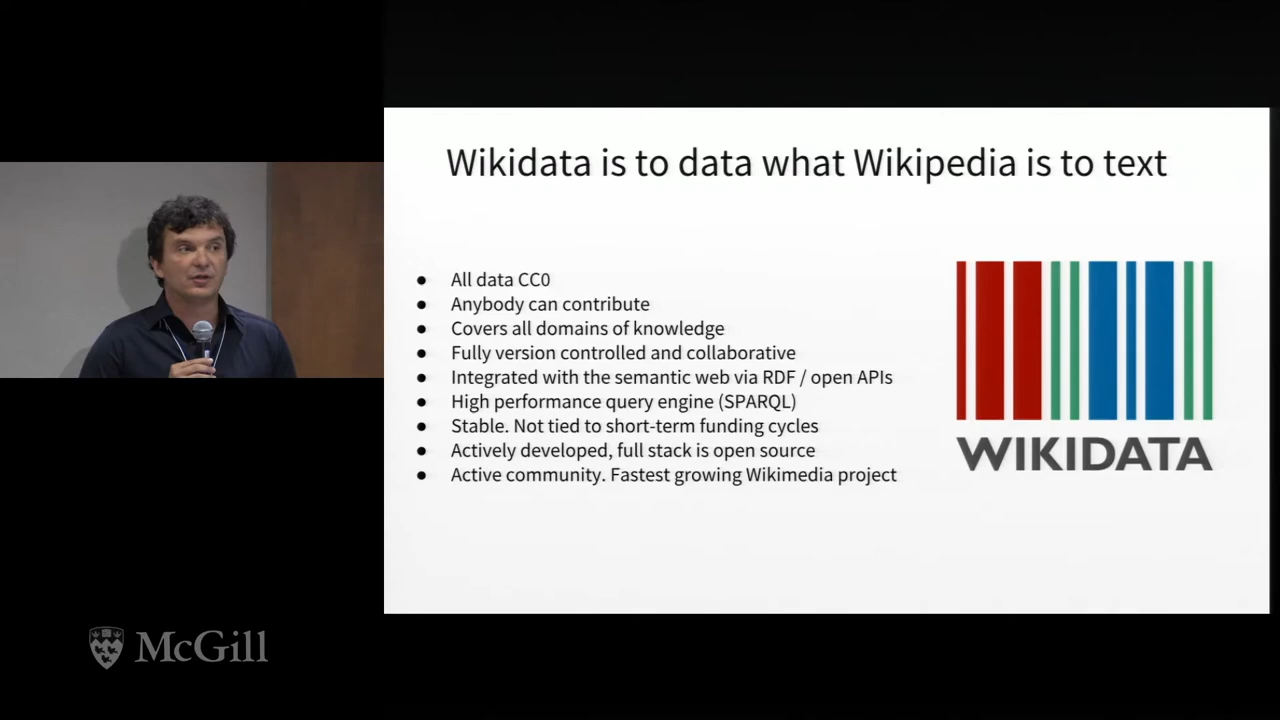 Wikidata is to data what Wikipedia is to text
● All data CC0
● Anybody can contribute
● Covers all domains of knowledge
● Fully version controlled and collaborative
● Integrated with the semantic web via RDF / open APIs
● High performance query engine (SPARQL)
● Stable. Not tied to short-term funding cycles
● Actively developed, full stack is open source
● Active community. Fastest growing Wikimedia project
WIKIDATA
McGill